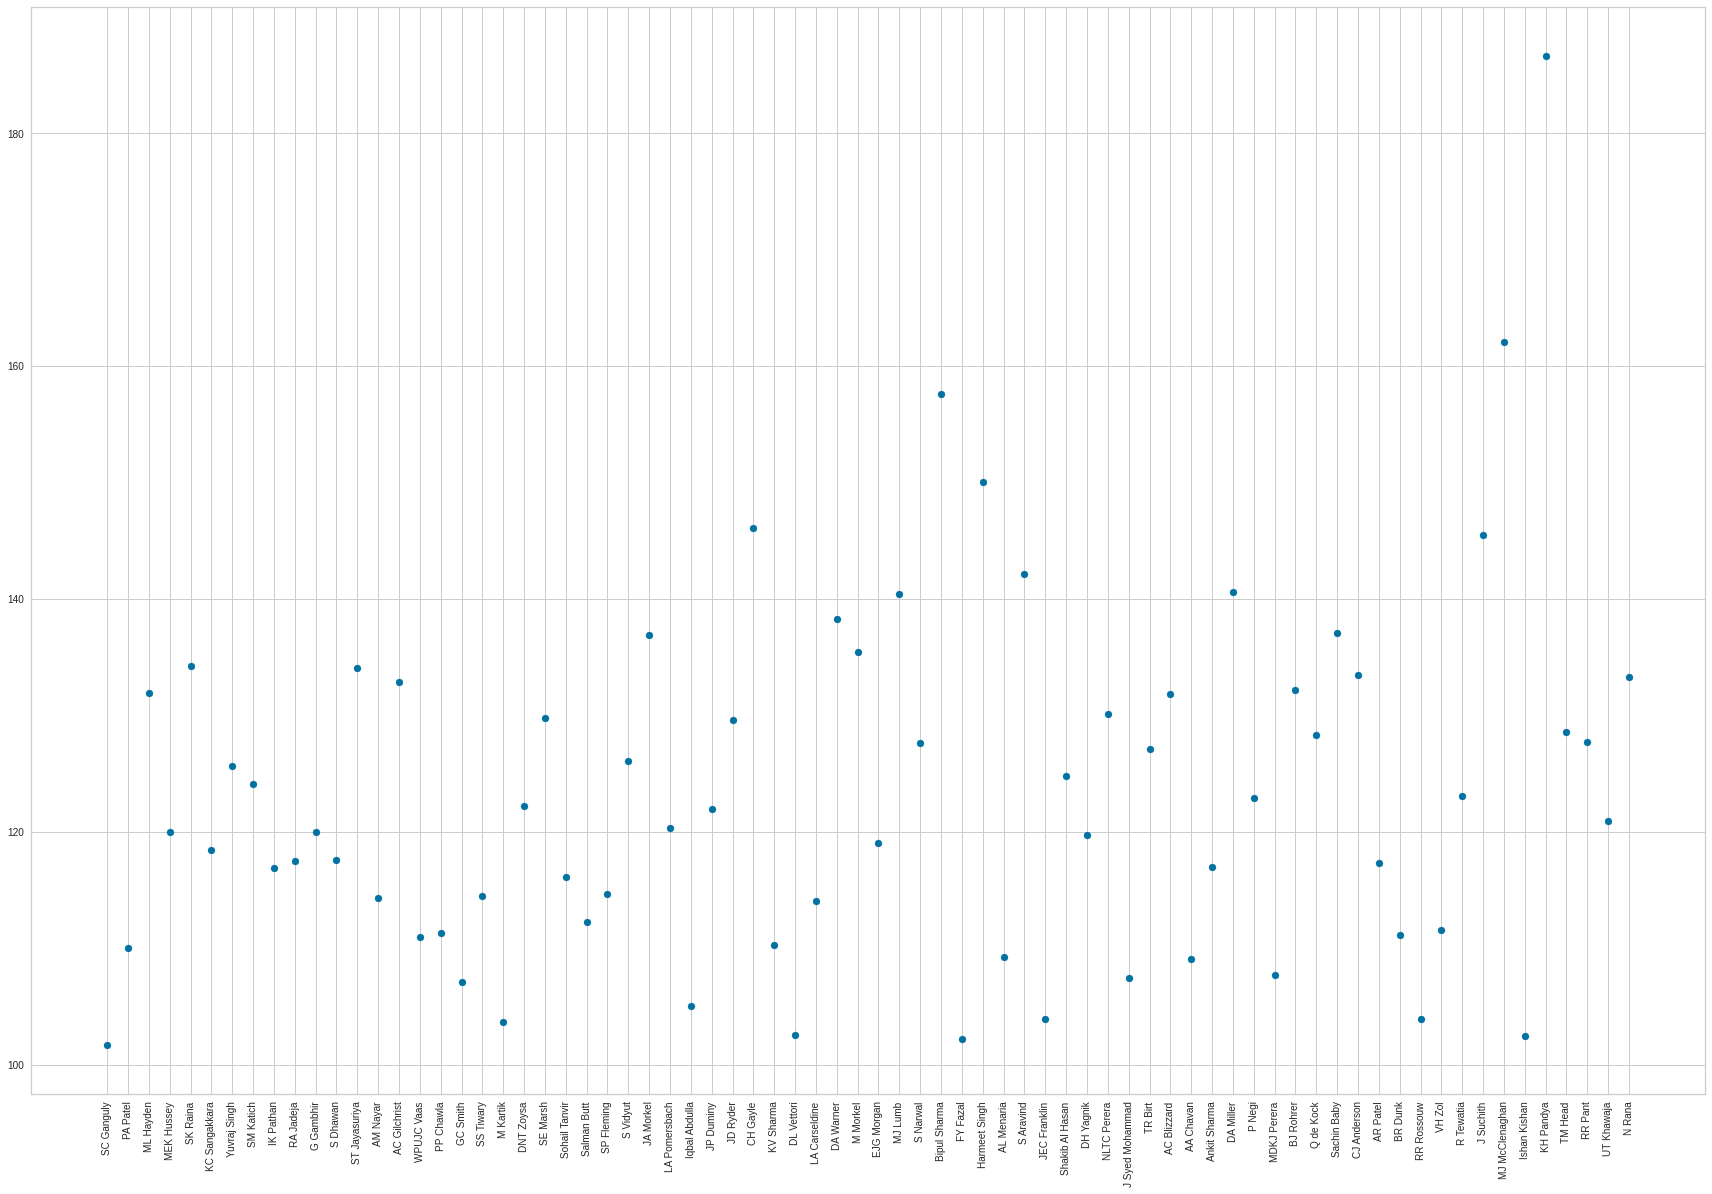 180
160
140
120
100
SC Ganguly
PA Patel
ML Hayden
MEK Hussey
SK Raina
KC Sangakkara
Yuvraj Singh
SM Katich
IK Pathan
RA Jadeja
G Gambhir
S Dhawan
ST Jayasuriya
AM Nayar
AC Gilchrist
WPUJC Vaas
PP Chawla
GC Smith
SS Tiwary
M Kartik
DNT Zoysa
SE Marsh
Sohail Tanvir
Salman Butt
SP Fleming
S Vidyut
JA Morkel
LA Pomersbach
Iqbal Abdulla
JP Duminy
JD Ryder
CH Gayle
KV Sharma
DL Vettori
LA Carseldine
DA Warner
M Morkel
EJG Morgan
MJ Lumb
S Narwal
Bipul Sharma
FY Fazal
Harmeet Singh
AL Menaria
S Aravind
JEC Franklin
Shakib Al Hasan
DH Yagnik
NLTC Perera
J Syed Mohammad
TR Birt
AC Blizzard
AA Chavan
Ankit Sharma
DA Miller
P Negi
MDKJ Perera
BJ Rohrer
Q de Kock
Sachin Baby
CJ Anderson
AR Patel
BR Dunk
RR Rossouw
VH Zol
R Tewatia
J Suchith
MJ McClenaghan
Ishan Kishan
KH Pandya
TM Head
RR Pant
UT Khawaja
N Rana